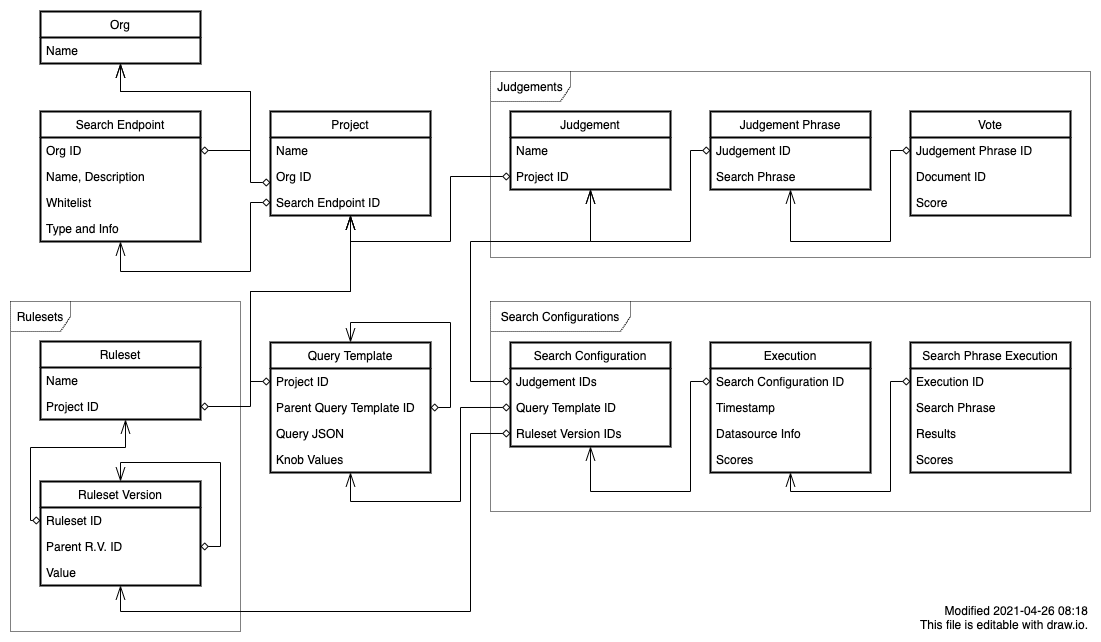 Org
Name
Search Endpoint
Org ID
Name, Description
Whitelist
Type and Info
Project
Name
Org ID
Search Endpoint ID
Judgements
Judgement
Name
Project ID
Judgement Phrase
Judgement ID
Search Phrase
Vote
Judgement Phrase ID
Document ID
Score
Rulesets
Ruleset
Name
Project ID
Ruleset Version
Ruleset ID
Parent R.V. ID
Value
Query Template
Project ID
Parent Query Template ID
Query JSON
Knob Values
Search Configurations
Search Configuration
Judgement IDs
Query Template ID
Ruleset Version IDs
Execution
Search Configuration ID
Timestamp
Datasource Info
Scores
Search Phrase Execution
Execution ID
Search Phrase
Results
Scores
Modified 2021-04-26 08:18
This file is editable with draw.io.